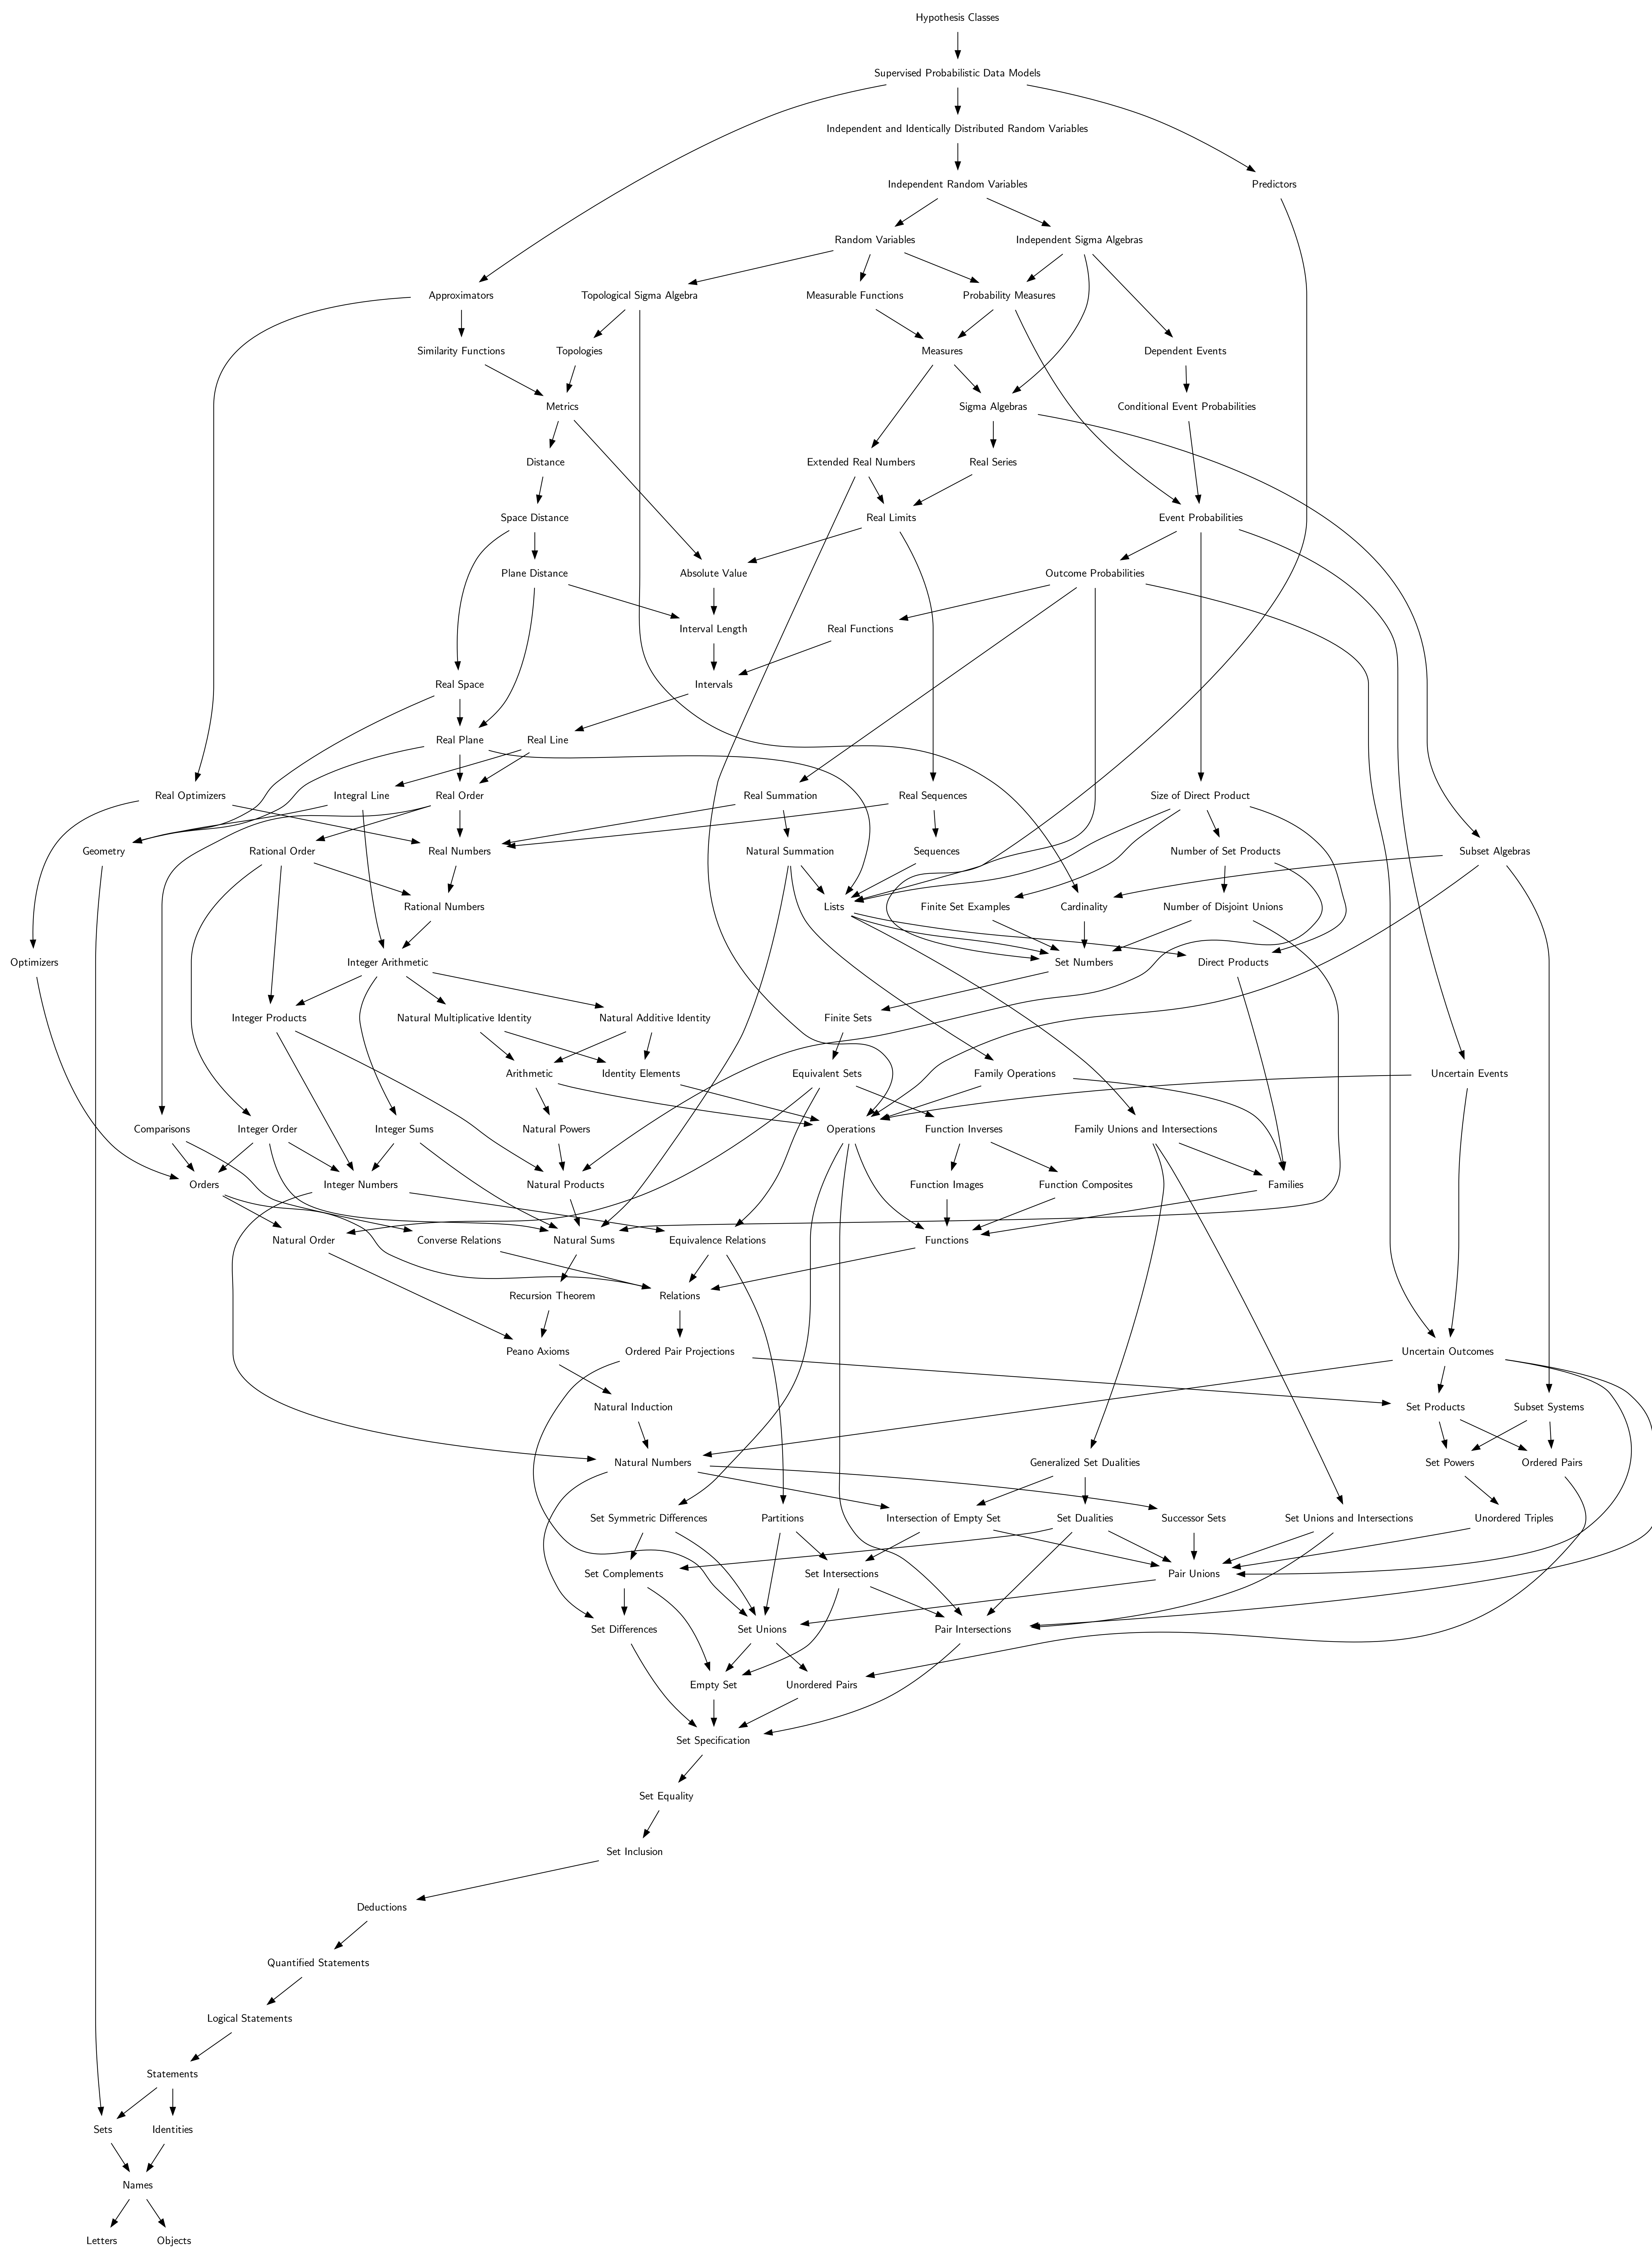 Hypothesis Classes
Supervised Probabilistic Data Models
Independent and Identically Distributed Random Variables
Independent Random Variables
Predictors
Random Variables
Independent Sigma Algebras
Approximators
Topological Sigma Algebra
Measurable Functions
Probability Measures
Similarity Functions
Topologies
Measures
Dependent Events
Metrics
Sigma Algebras
Conditional Event Probabilities
Distance
Extended Real Numbers
Real Series
Space Distance
Real Limits
Event Probabilities
Plane Distance
Absolute Value
Outcome Probabilities
Interval Length
Real Functions
Real Space
Intervals
Real Plane
Real Line
Real Optimizers
Integral Line
Real Order
Real Summation
Real Sequences
Size of Direct Product
Geometry
Rational Order
Real Numbers
Natural Summation
Sequences
Number of Set Products
Subset Algebras
Rational Numbers
Lists
Finite Set Examples
Cardinality
Number of Disjoint Unions
Optimizers
Integer Arithmetic
Set Numbers
Direct Products
Integer Products
Natural Multiplicative Identity
Natural Additive Identity
Finite Sets
Arithmetic
Identity Elements
Equivalent Sets
Family Operations
Uncertain Events
Comparisons
Integer Order
Integer Sums
Natural Powers
Operations
Function Inverses
Family Unions and Intersections
Orders
Integer Numbers
Natural Products
Function Images
Function Composites
Families
Natural Order
Converse Relations
Natural Sums
Equivalence Relations
Functions
Recursion Theorem
Relations
Peano Axioms
Ordered Pair Projections
Uncertain Outcomes
Natural Induction
Set Products
Subset Systems
Natural Numbers
Generalized Set Dualities
Set Powers
Ordered Pairs
Set Symmetric Differences
Partitions
Intersection of Empty Set
Set Dualities
Successor Sets
Set Unions and Intersections
Unordered Triples
Set Complements
Set Intersections
Pair Unions
Set Differences
Set Unions
Pair Intersections
Empty Set
Unordered Pairs
Set Specification
Set Equality
Set Inclusion
Deductions
Quantified Statements
Logical Statements
Statements
Sets
Identities
Names
Letters
Objects